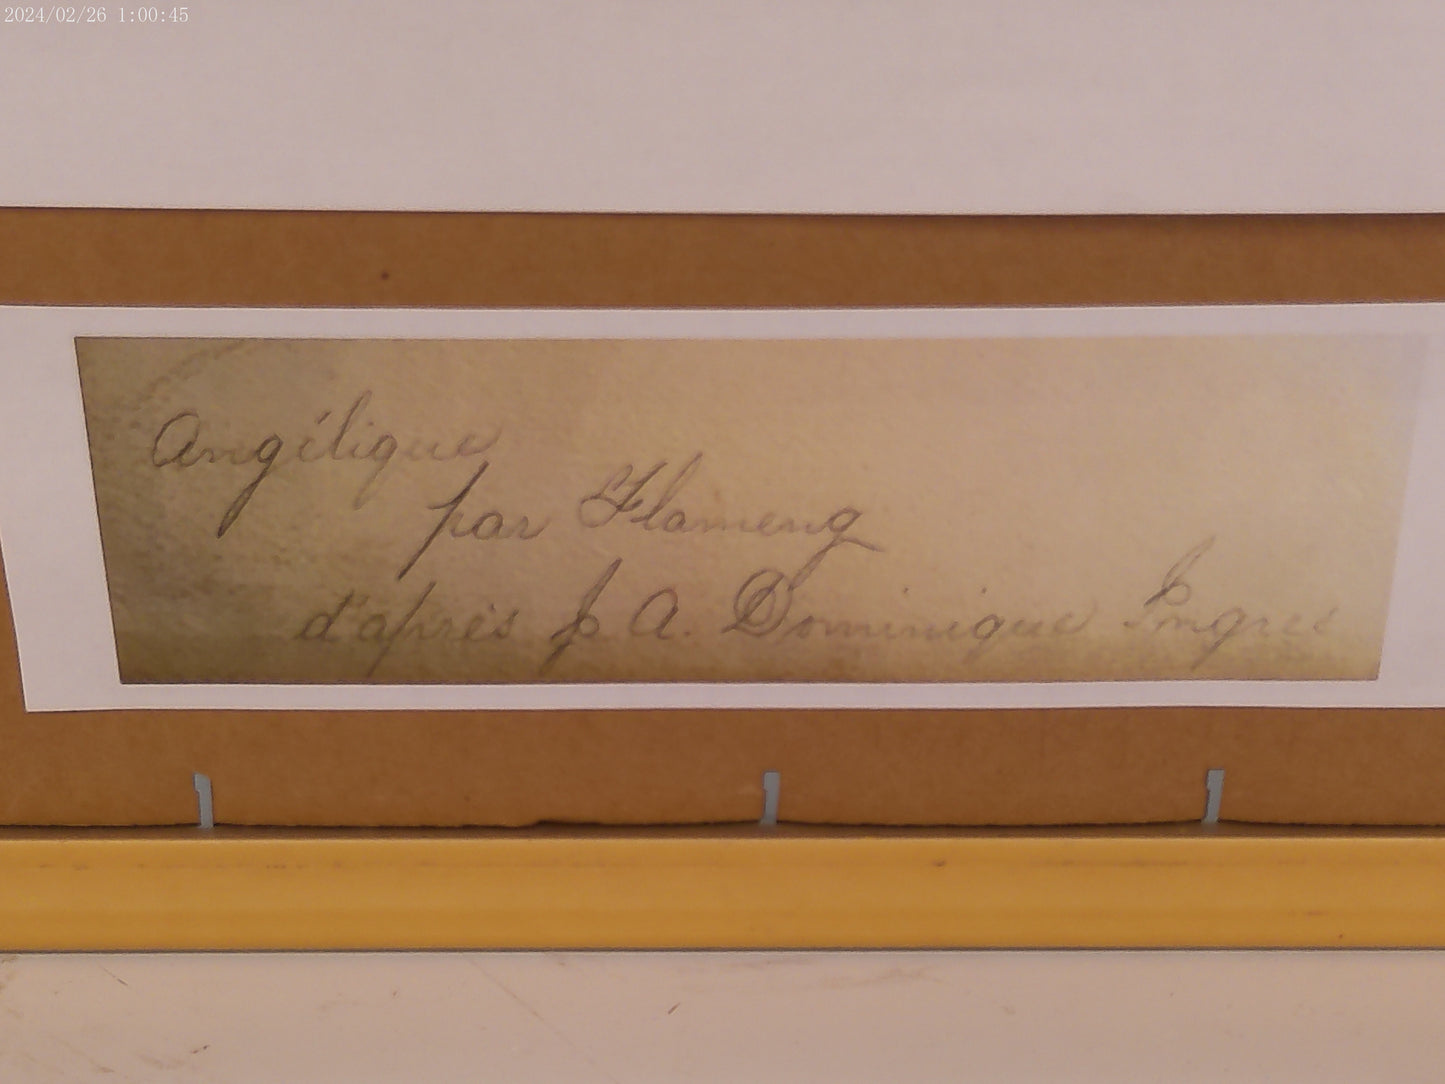 2024/02/26 1:00:45
Angélique
par Flameng
d'après J. A. Dominique Ingres